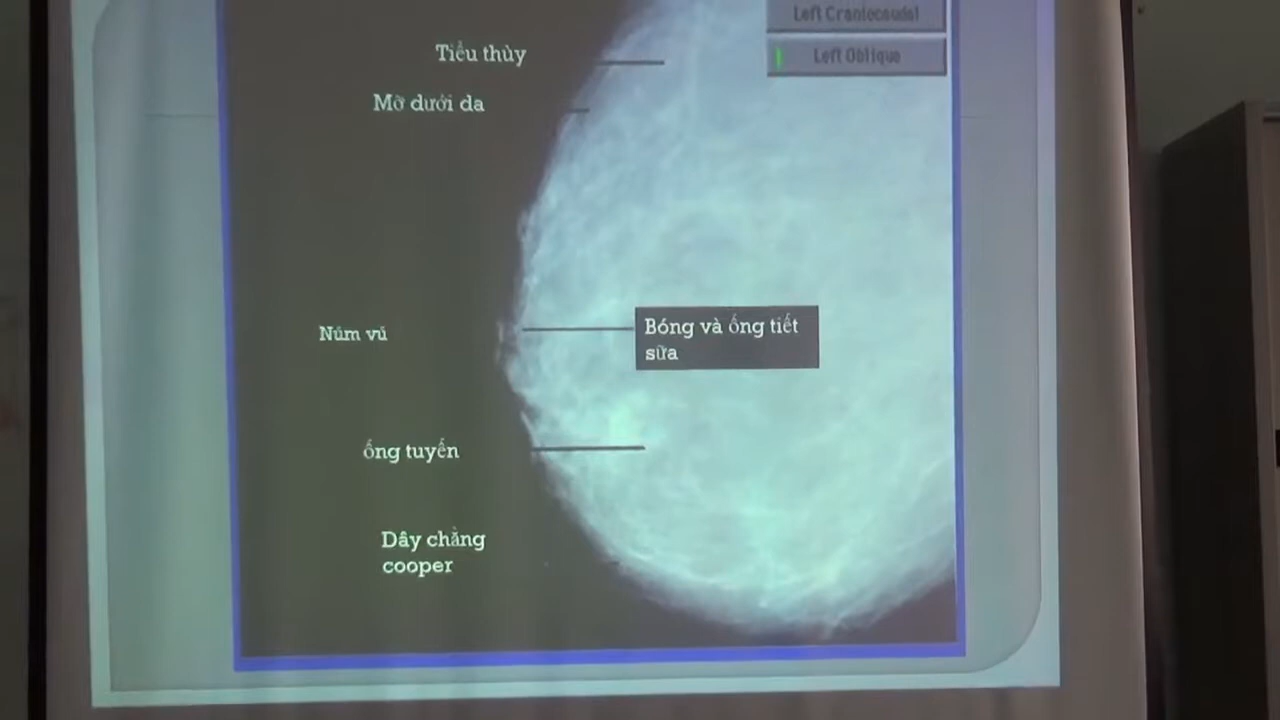 Left Craniocaudal
Left Oblique
Tiểu thùy
Mỡ dưới da
Núm vú
Bóng và ống tiết
sữa
ống tuyến
Dây chằng
cooper